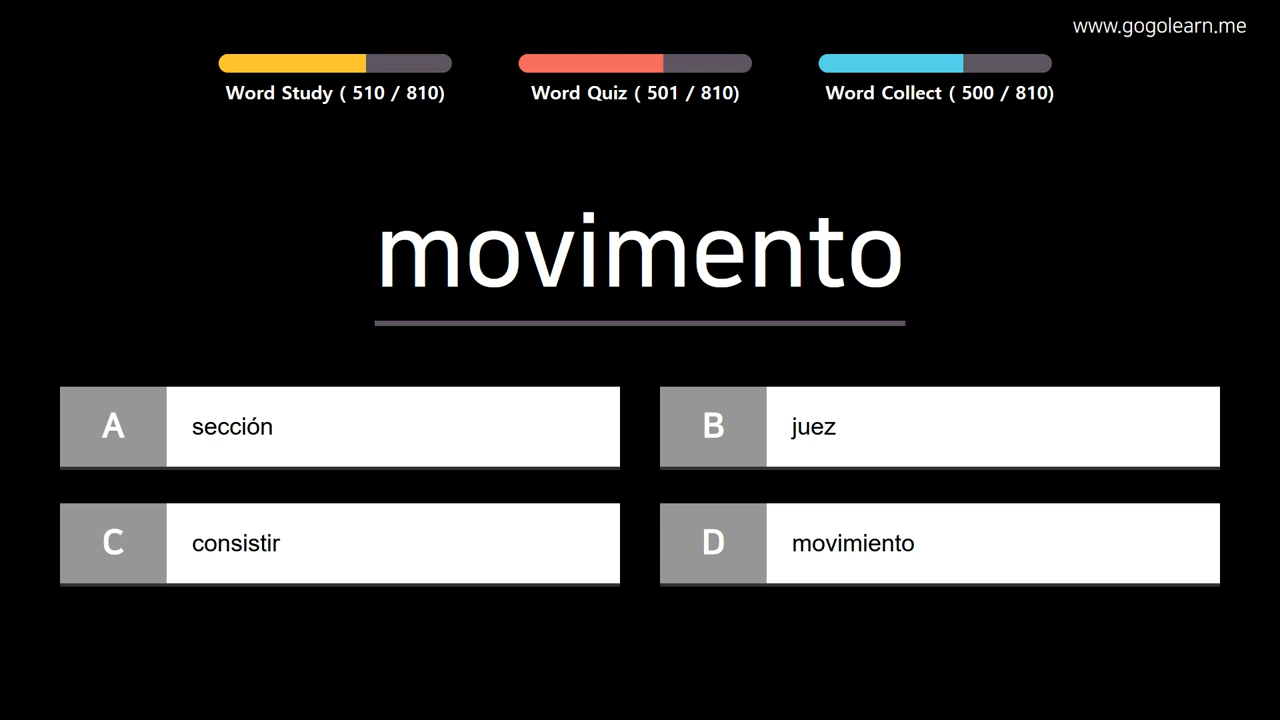 www.gogolearn.me
Word Study ( 510 / 810)
Word Quiz ( 501 / 810)
Word Collect ( 500 / 810)
movimento
A sección
B juez
C consistir
D movimiento